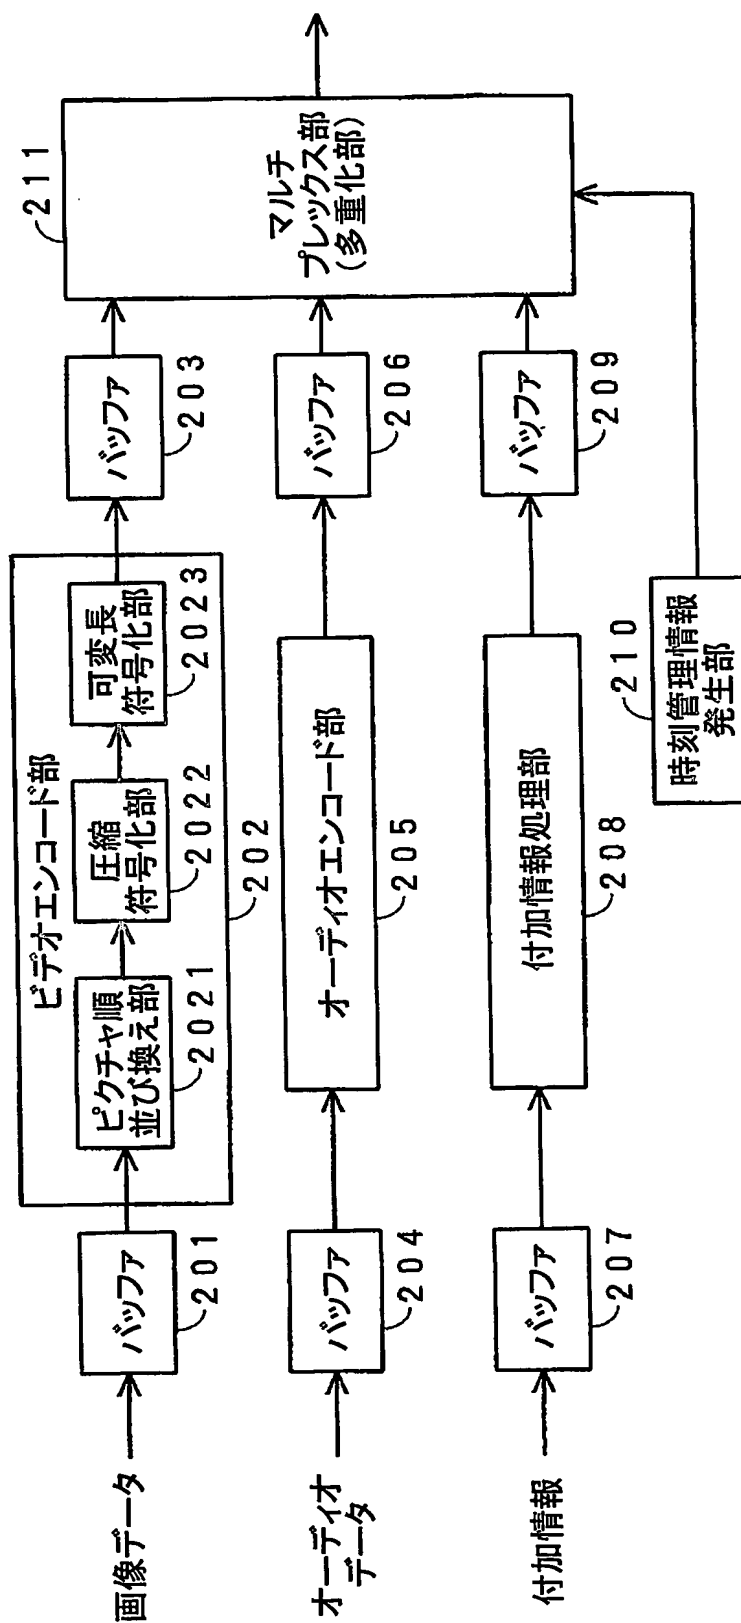 画像データ
バッファ
201
ビデオエンコード部
ピクチャ順
並び換え部
2021
圧縮
符号化部
2022
可変長
符号化部
2023
202
バッファ
203
オーディオ
データ
バッファ
204
オーディオエンコード部
205
バッファ
206
付加情報
バッファ
207
付加情報処理部
208
バッファ
209
時刻管理情報
発生部
210
マルチ
プレックス部
(多重化部)
211